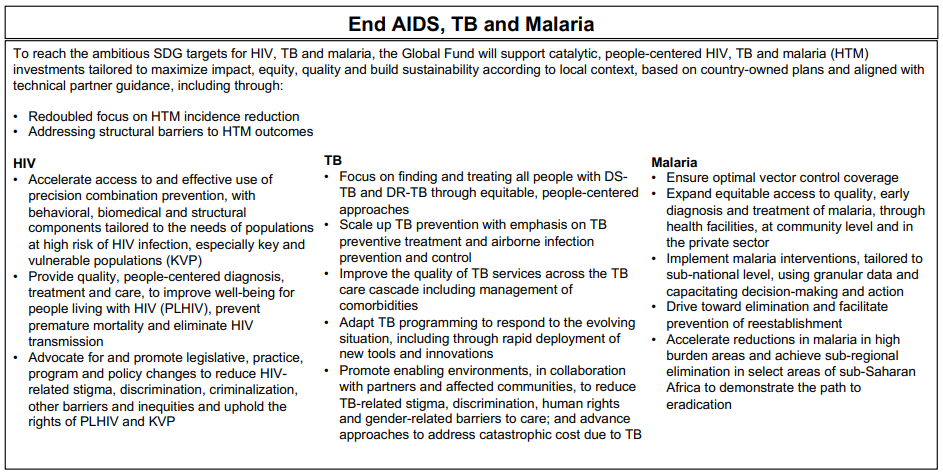 End AIDS, TB and Malaria
To reach the ambitious SDG targets for HIV, TB and malaria, the Global Fund will support catalytic, people-centered HIV, TB and malaria (HTM)
investments tailored to maximize impact, equity, quality and build sustainability according to local context, based on country-owned plans and aligned with
technical partner guidance, including through:
• Redoubled focus on HTM incidence reduction
• Addressing structural barriers to HTM outcomes
HIV
• Accelerate access to and effective use of
precision combination prevention, with
behavioral, biomedical and structural
components tailored to the needs of populations
at high risk of HIV infection, especially key and
vulnerable populations (KVP)
• Provide quality, people-centered diagnosis,
treatment and care, to improve well-being for
people living with HIV (PLHIV), prevent
premature mortality and eliminate HIV
transmission
• Advocate for and promote legislative, practice,
program and policy changes to reduce HIV-
related stigma, discrimination, criminalization,
other barriers and inequities and uphold the
rights of PLHIV and KVP
TB
• Focus on finding and treating all people with DS-
TB and DR-TB through equitable, people-centered
approaches
• Scale up TB prevention with emphasis on TB
preventive treatment and airborne infection
prevention and control
• Improve the quality of TB services across the TB
care cascade including management of
comorbidities
• Adapt TB programming to respond to the evolving
situation, including through rapid deployment of
new tools and innovations
• Promote enabling environments, in collaboration
with partners and affected communities, to reduce
TB-related stigma, discrimination, human rights
and gender-related barriers to care; and advance
approaches to address catastrophic cost due to TB
Malaria
• Ensure optimal vector control coverage
• Expand equitable access to quality, early
diagnosis and treatment of malaria, through
health facilities, at community level and in
the private sector
• Implement malaria interventions, tailored to
sub-national level, using granular data and
capacitating decision-making and action
• Drive toward elimination and facilitate
prevention of reestablishment
• Accelerate reductions in malaria in high
burden areas and achieve sub-regional
elimination in select areas of sub-Saharan
Africa to demonstrate the path to
eradication